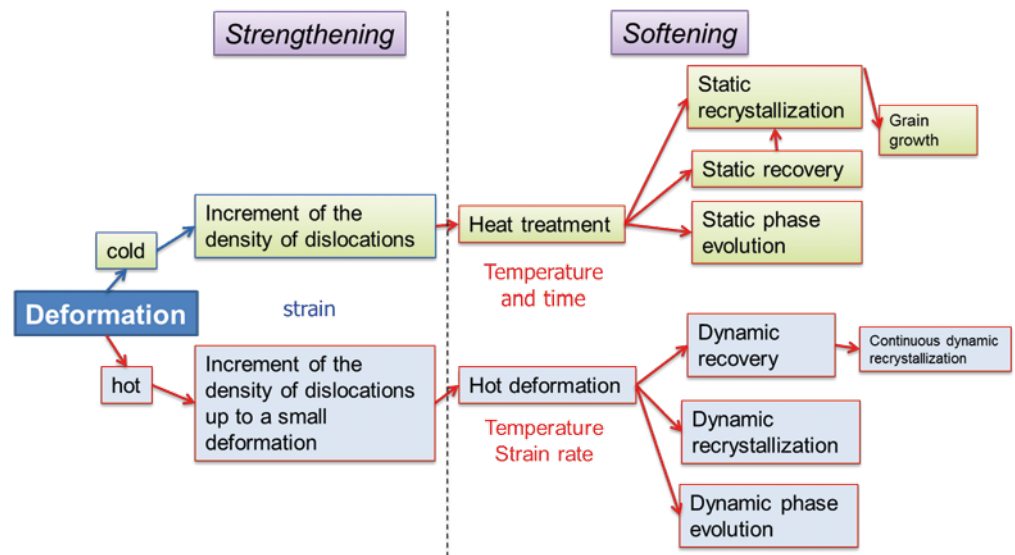 Strengthening
Softening
Static
recrystallization
Grain
growth
Static recovery
Increment of the
density of dislocations
Heat treatment
Static phase
evolution
cold
Temperature
and time
Deformation
strain
Dynamic
recovery
Continuous dynamic
recrystallization
hot
Increment of the
density of dislocations
up to a small
deformation
Hot deformation
Temperature
Strain rate
Dynamic
recrystallization
Dynamic phase
evolution